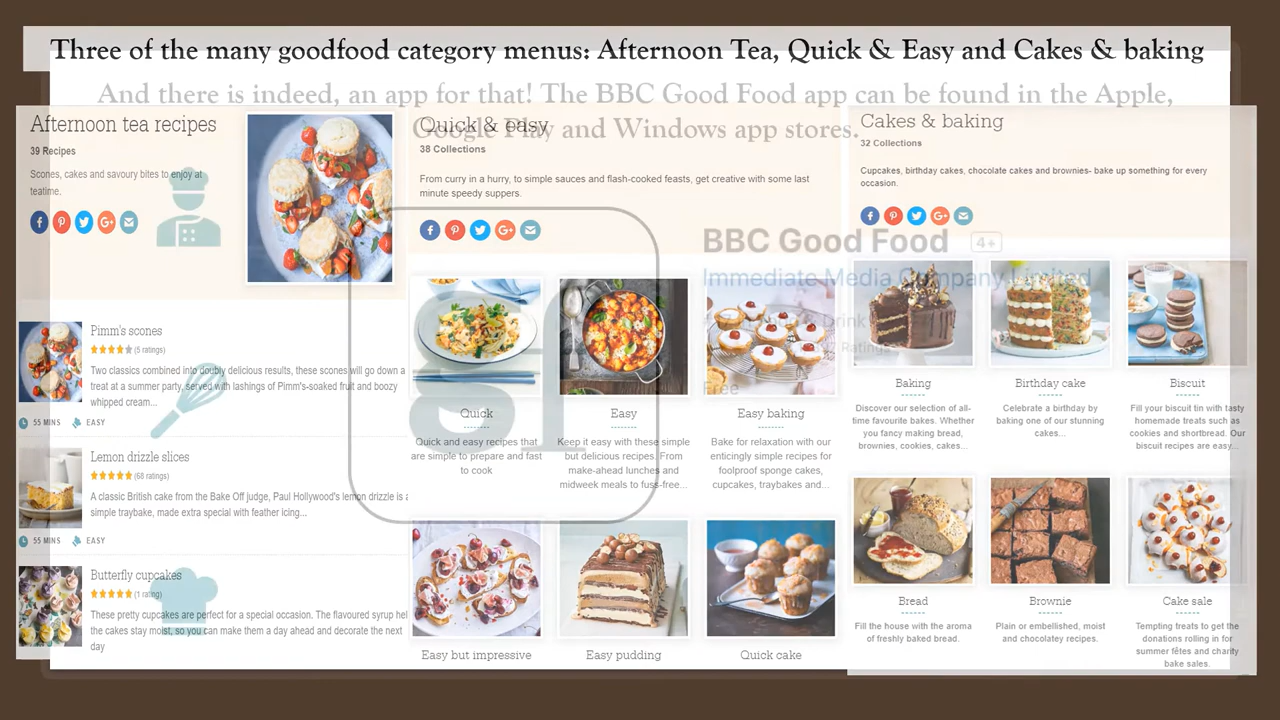 Three of the many goodfood category menus: Afternoon Tea, Quick & Easy and Cakes & baking
And there is indeed, an app for that! The BBC Good Food app can be found in the Apple,
Google Play and Windows app stores.
Afternoon tea recipes
39 Recipes
Scones, cakes and savoury bites to enjoy at
teatime.
Pimm's scones
(5 ratings)
Two classics combined into doubly delicious results, these scones will go down a
treat at a summer party, served with lashings of Pimm's-soaked fruit and boozy
whipped cream...
55 MINS EASY
Lemon drizzle slices
(68 ratings)
A classic British cake from the Bake Off judge, Paul Hollywood's lemon drizzle is a
simple traybake, made extra special with feather icing...
55 MINS EASY
Butterfly cupcakes
(1 rating)
These pretty cupcakes are perfect for a special occasion. The flavoured syrup hel
the cakes stay moist, so you can make them a day ahead and decorate the next
day
Quick & easy
38 Collections
From curry in a hurry, to simple sauces and flash-cooked feasts, get creative with some last
minute speedy suppers.
Quick
Quick and easy recipes that
are simple to prepare and fast
to cook
Easy
Keep it easy with these simple
but delicious recipes. From
make-ahead lunches and
midweek meals to fuss-free...
Easy baking
Bake for relaxation with our
enticingly simple recipes for
foolproof sponge cakes,
cupcakes, traybakes and...
Easy but impressive
Easy pudding
Quick cake
gf
BBC Good Food 4+
Immediate Media Company Limited
Drink
Ratings
Free
Cakes & baking
32 Collections
Cupcakes, birthday cakes, chocolate cakes and brownies- bake up something for every
occasion.
Baking
Discover our selection of all-
time favourite bakes. Whether
you fancy making bread,
brownies, cookies, cakes...
Birthday cake
Celebrate a birthday by
baking one of our stunning
cakes...
Biscuit
Fill your biscuit tin with tasty
homemade treats such as
cookies and shortbread. Our
biscuit recipes are easy...
Bread
Fill the house with the aroma
of freshly baked bread.
Brownie
Plain or embellished, moist
and chocolatey recipes.
Cake sale
Tempting treats to get the
donations rolling in for
summer fêtes and charity
bake sales.